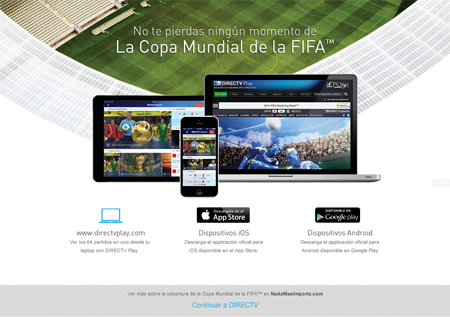 No te pierdas ningún momento de
La Copa Mundial de la FIFA™
DIRECTV Play
www.directvplay.com
Ver los 64 partidos en vivo desde tu
laptop con DIRECTV Play.
Descárgalo en el
App Store
Dispositivos iOS
Descarga el applicación oficial para
iOS disponible en el App Store.
DISPONIBLE EN
Google play
Dispositivos Android
Descarga el applicación oficial para
Android disponible en Google Play.
Ver más sobre la cobertura de la Copa Mundial de la FIFA™ en NadaMasImporta.com
Continuar a DIRECTV